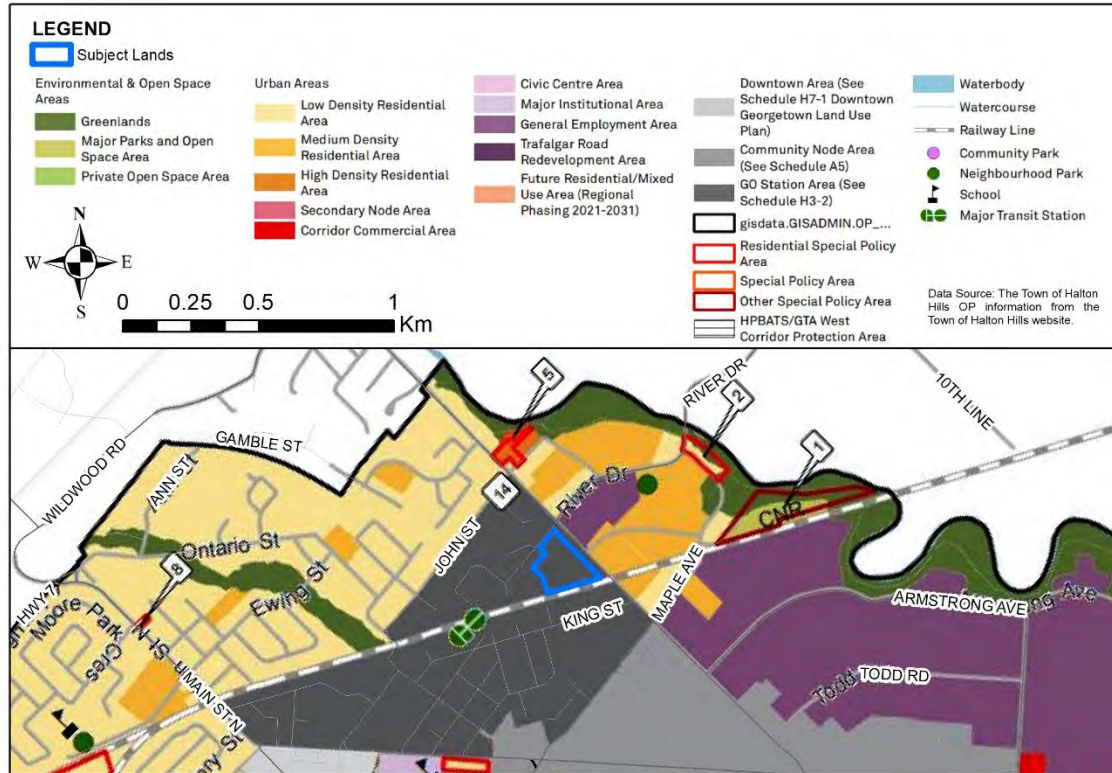 LEGEND
Subject Lands
Environmental & Open Space
Areas
Greenlands
Major Parks and Open
Space Area
Private Open Space Area
Urban Areas
Low Density Residential
Area
Medium Density
Residential Area
High Density Residential
Area
Secondary Node Area
Corridor Commercial Area
Civic Centre Area
Major Institutional Area
General Employment Area
Trafalgar Road
Redevelopment Area
Future Residential/Mixed
Use Area (Regional
Phasing 2021-2031)
Downtown Area (See
Schedule H7-1 Downtown
Georgetown Land Use
Plan)
Community Node Area
(See Schedule A5)
GO Station Area (See
Schedule H3-2)
gisdata.GISADMIN.OP_...
Residential Special Policy
Area
Special Policy Area
Other Special Policy Area
HPBATS/GTA West
Corridor Protection Area
Waterbody
Watercourse
Railway Line
Community Park
Neighbourhood Park
School
Major Transit Station
Data Source: The Town of Halton
Hills OP information from the
Town of Halton Hills website.
N
W
E
S
0 0.25 0.5 1
Km
WILDWOOD RD
GAMBLE ST
ANN St
Ontario St
Ewing St
HWY 7
Moore Park
Cres
8
MAIN ST N
JOHN ST
14
5
River Dr
RIVER DR
2
1
CNR
10TH LINE
KING ST
MAPLE AVE
ARMSTRONG AVE
ng Ave
Todd
TODD RD